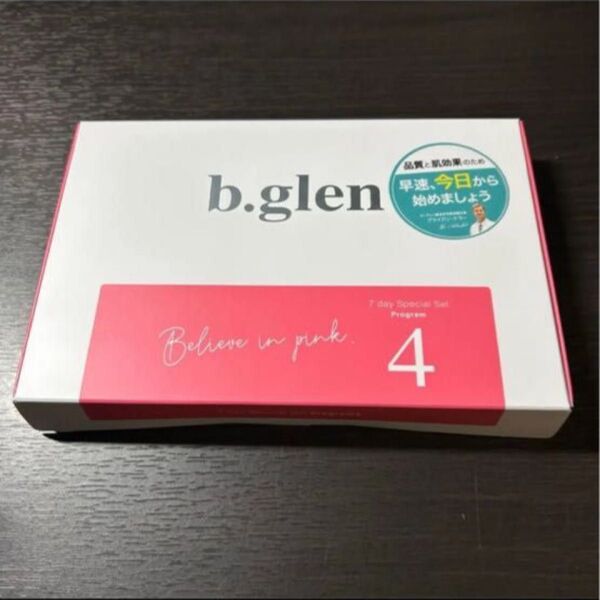 b.glen
品質と肌効果のため
早速、今日から
始めましょう
7 day Special Set
Program
4
Believe in pink.